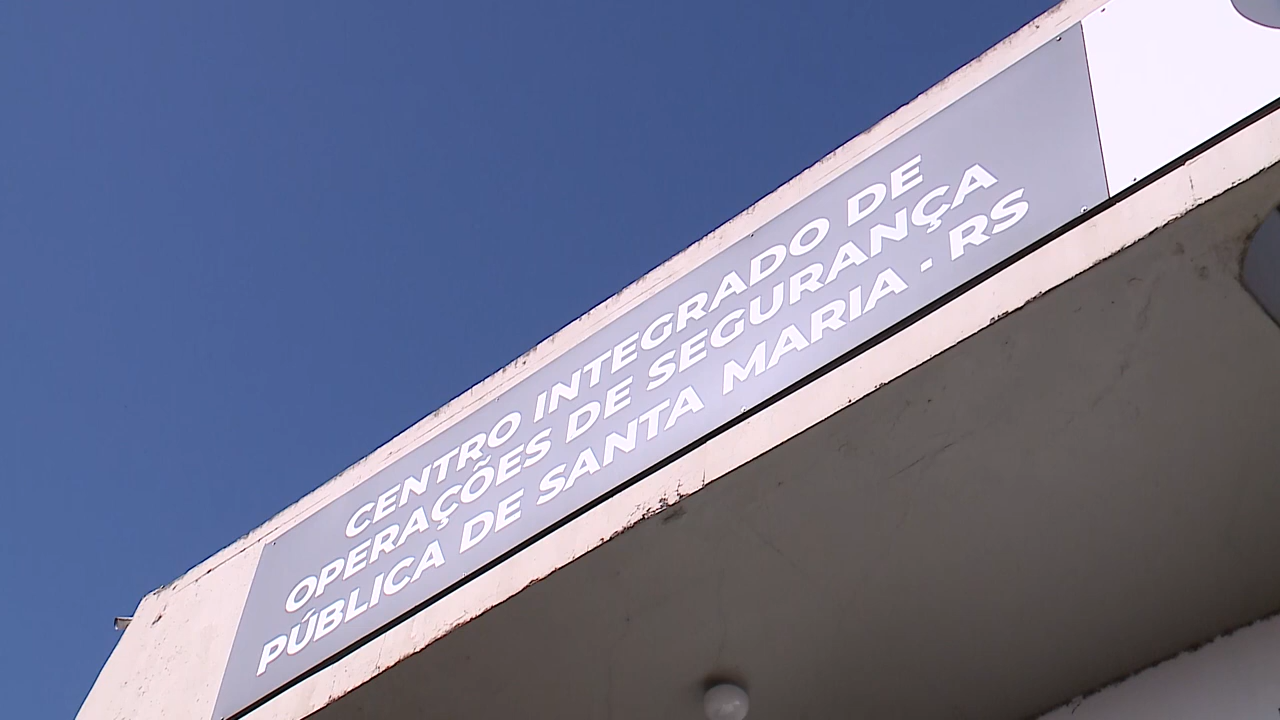 CENTRO INTEGRADO DE
OPERAÇÕES DE SEGURANÇA
PÚBLICA DE SANTA MARIA · RS